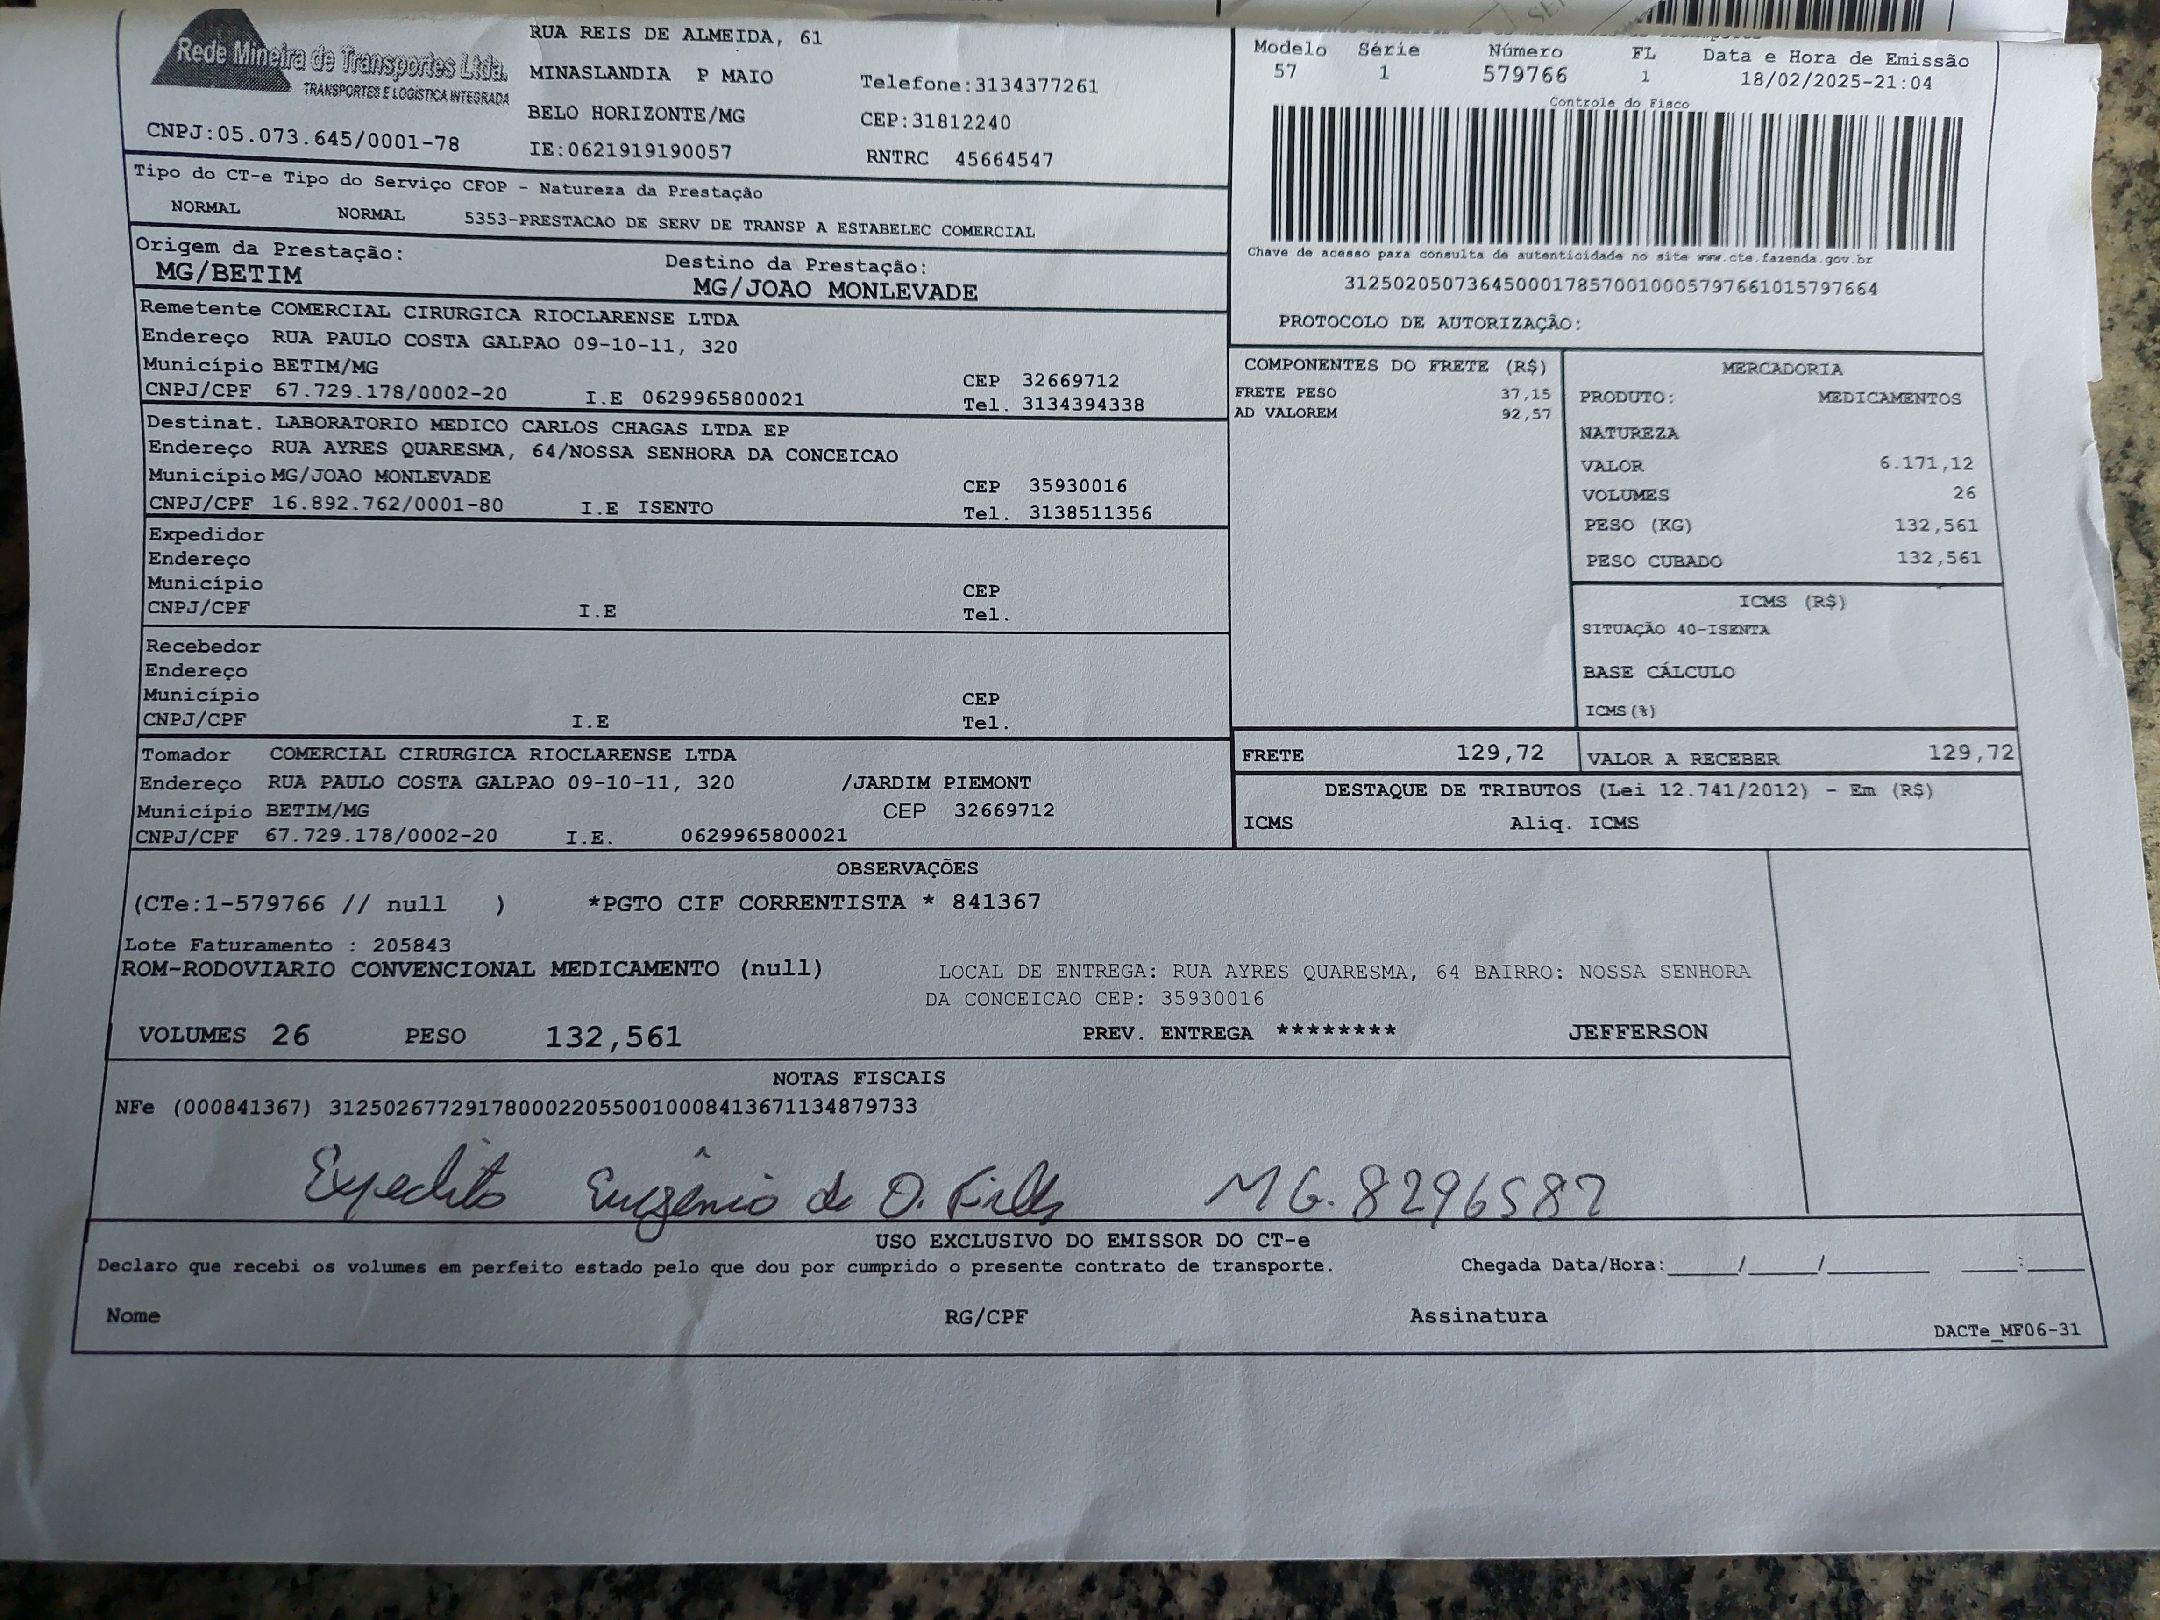 Rede Mineira de Transportes Ltda.
TRANSPORTES E LOGÍSTICA INTEGRADA
CNPJ:05.073.645/0001-78
RUA REIS DE ALMEIDA, 61
MINASLANDIA P MAIO
Telefone:3134377261
BELO HORIZONTE/MG
CEP:31812240
IE:0621919190057
RNTRC 45664547
Modelo Série Número FL Data e Hora de Emissão
57 1 579766 1 18/02/2025-21:04
Controle do Fisco
Chave de acesso para consulta de autenticidade no site www.cte.fazenda.gov.br
31250205073645000178570010005797661015797664
PROTOCOLO DE AUTORIZAÇÃO:
Tipo do CT-e Tipo do Serviço CFOP - Natureza da Prestação
NORMAL NORMAL 5353-PRESTACAO DE SERV DE TRANSP A ESTABELEC COMERCIAL
Origem da Prestação: Destino da Prestação:
MG/BETIM MG/JOAO MONLEVADE
Remetente COMERCIAL CIRURGICA RIOCLARENSE LTDA
Endereço RUA PAULO COSTA GALPAO 09-10-11, 320
Município BETIM/MG CEP 32669712
CNPJ/CPF 67.729.178/0002-20 I.E 0629965800021 Tel. 3134394338
Destinat. LABORATORIO MEDICO CARLOS CHAGAS LTDA EP
Endereço RUA AYRES QUARESMA, 64/NOSSA SENHORA DA CONCEICAO
Município MG/JOAO MONLEVADE CEP 35930016
CNPJ/CPF 16.892.762/0001-80 I.E ISENTO Tel. 3138511356
Expedidor
Endereço
Município CEP
CNPJ/CPF I.E Tel.
Recebedor
Endereço
Município CEP
CNPJ/CPF I.E Tel.
Tomador COMERCIAL CIRURGICA RIOCLARENSE LTDA
Endereço RUA PAULO COSTA GALPAO 09-10-11, 320 /JARDIM PIEMONT
Município BETIM/MG CEP 32669712
CNPJ/CPF 67.729.178/0002-20 I.E. 0629965800021
COMPONENTES DO FRETE (R$)
FRETE PESO 37,15
AD VALOREM 92,57
MERCADORIA
PRODUTO: MEDICAMENTOS
NATUREZA
VALOR 6.171,12
VOLUMES 26
PESO (KG) 132,561
PESO CUBADO 132,561
ICMS (R$)
SITUAÇÃO 40-ISENTA
BASE CÁLCULO
ICMS(%)
FRETE 129,72 VALOR A RECEBER 129,72
DESTAQUE DE TRIBUTOS (Lei 12.741/2012) - Em (R$)
ICMS Aliq. ICMS
OBSERVAÇÕES
(CTe:1-579766 // null ) *PGTO CIF CORRENTISTA * 841367
Lote Faturamento : 205843
ROM-RODOVIARIO CONVENCIONAL MEDICAMENTO (null) LOCAL DE ENTREGA: RUA AYRES QUARESMA, 64 BAIRRO: NOSSA SENHORA
DA CONCEICAO CEP: 35930016
VOLUMES 26 PESO 132,561 PREV. ENTREGA ******** JEFFERSON
NOTAS FISCAIS
NFe (000841367) 31250267729178000220550010008413671134879733
Expedito Eugênio de O. MG.8296587
USO EXCLUSIVO DO EMISSOR DO CT-e
Declaro que recebi os volumes em perfeito estado pelo que dou por cumprido o presente contrato de transporte. Chegada Data/Hora:_____/_____/_______ ____:____
Nome RG/CPF Assinatura
DACTe_MF06-31